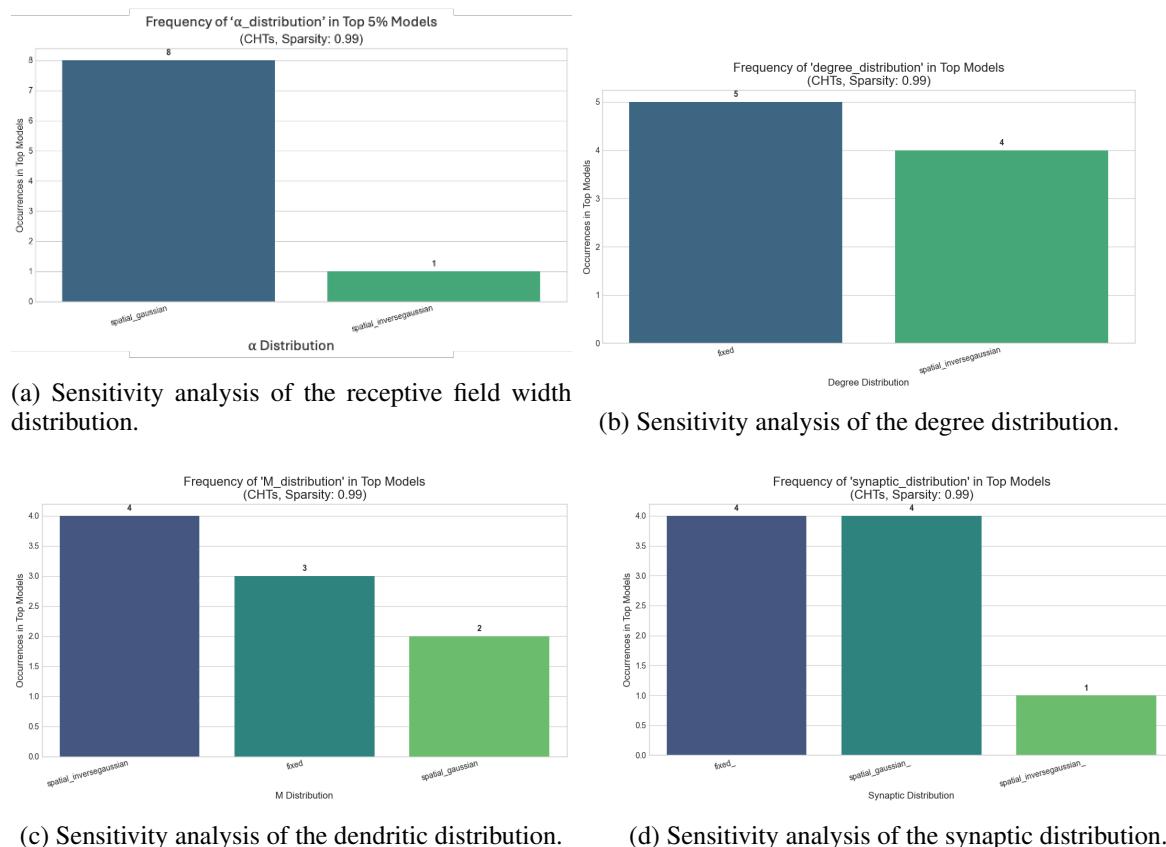 Frequency of ‘α_distribution’ in Top 5% Models
(CHTs, Sparsity: 0.99)
8
1
Occurrences in Top Models
8
7
6
5
4
3
2
1
0
spatial_gaussian
spatial_inversegaussian
α Distribution
(a) Sensitivity analysis of the receptive field width
distribution.
Frequency of 'degree_distribution' in Top Models
(CHTs, Sparsity: 0.99)
5
4
Occurrences in Top Models
5
4
3
2
1
0
fixed
spatial_inversegaussian
Degree Distribution
(b) Sensitivity analysis of the degree distribution.
Frequency of 'M_distribution' in Top Models
(CHTs, Sparsity: 0.99)
4
3
2
Occurrences in Top Models
4.0
3.5
3.0
2.5
2.0
1.5
1.0
0.5
0.0
spatial_inversegaussian
fixed
spatial_gaussian
M Distribution
(c) Sensitivity analysis of the dendritic distribution.
Frequency of 'synaptic_distribution' in Top Models
(CHTs, Sparsity: 0.99)
4
4
1
Occurrences in Top Models
4.0
3.5
3.0
2.5
2.0
1.5
1.0
0.5
0.0
fixed_
spatial_gaussian_
spatial_inversegaussian_
Synaptic Distribution
(d) Sensitivity analysis of the synaptic distribution.